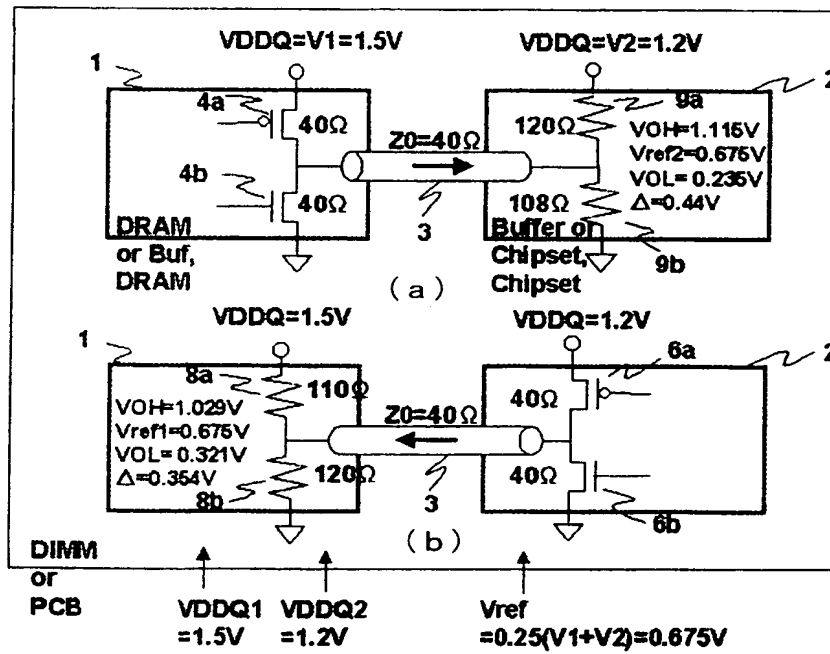 VDDQ=V1=1.5V
VDDQ=V2=1.2V
1
2
4a
40Ω
4b
40Ω
DRAM
or Buf,
DRAM
Z0=40Ω
3
120Ω
9a
VOH=1.115V
Vref2=0.675V
VOL= 0.235V
Δ=0.44V
108Ω
9b
Buffer or
Chipset,
Chipset
(a)
VDDQ=1.5V
VDDQ=1.2V
1
2
8a
110Ω
VOH=1.029V
Vref1=0.675V
VOL= 0.321V
Δ=0.354V
8b
120Ω
Z0=40Ω
3
6a
40Ω
40Ω
6b
(b)
DIMM
or
PCB
VDDQ1
=1.5V
VDDQ2
=1.2V
Vref
=0.25(V1+V2)=0.675V